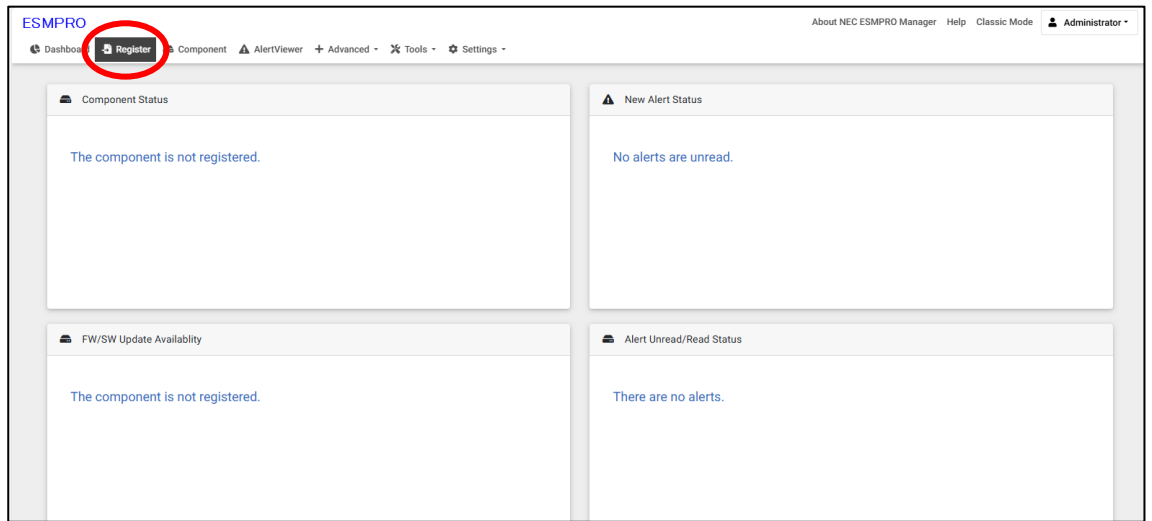 ESMPRO
About NEC ESMPRO Manager Help Classic Mode Administrator
Dashboard Register Component AlertViewer Advanced Tools Settings
Component Status
New Alert Status
The component is not registered.
No alerts are unread.
FW/SW Update Availablity
Alert Unread/Read Status
The component is not registered.
There are no alerts.